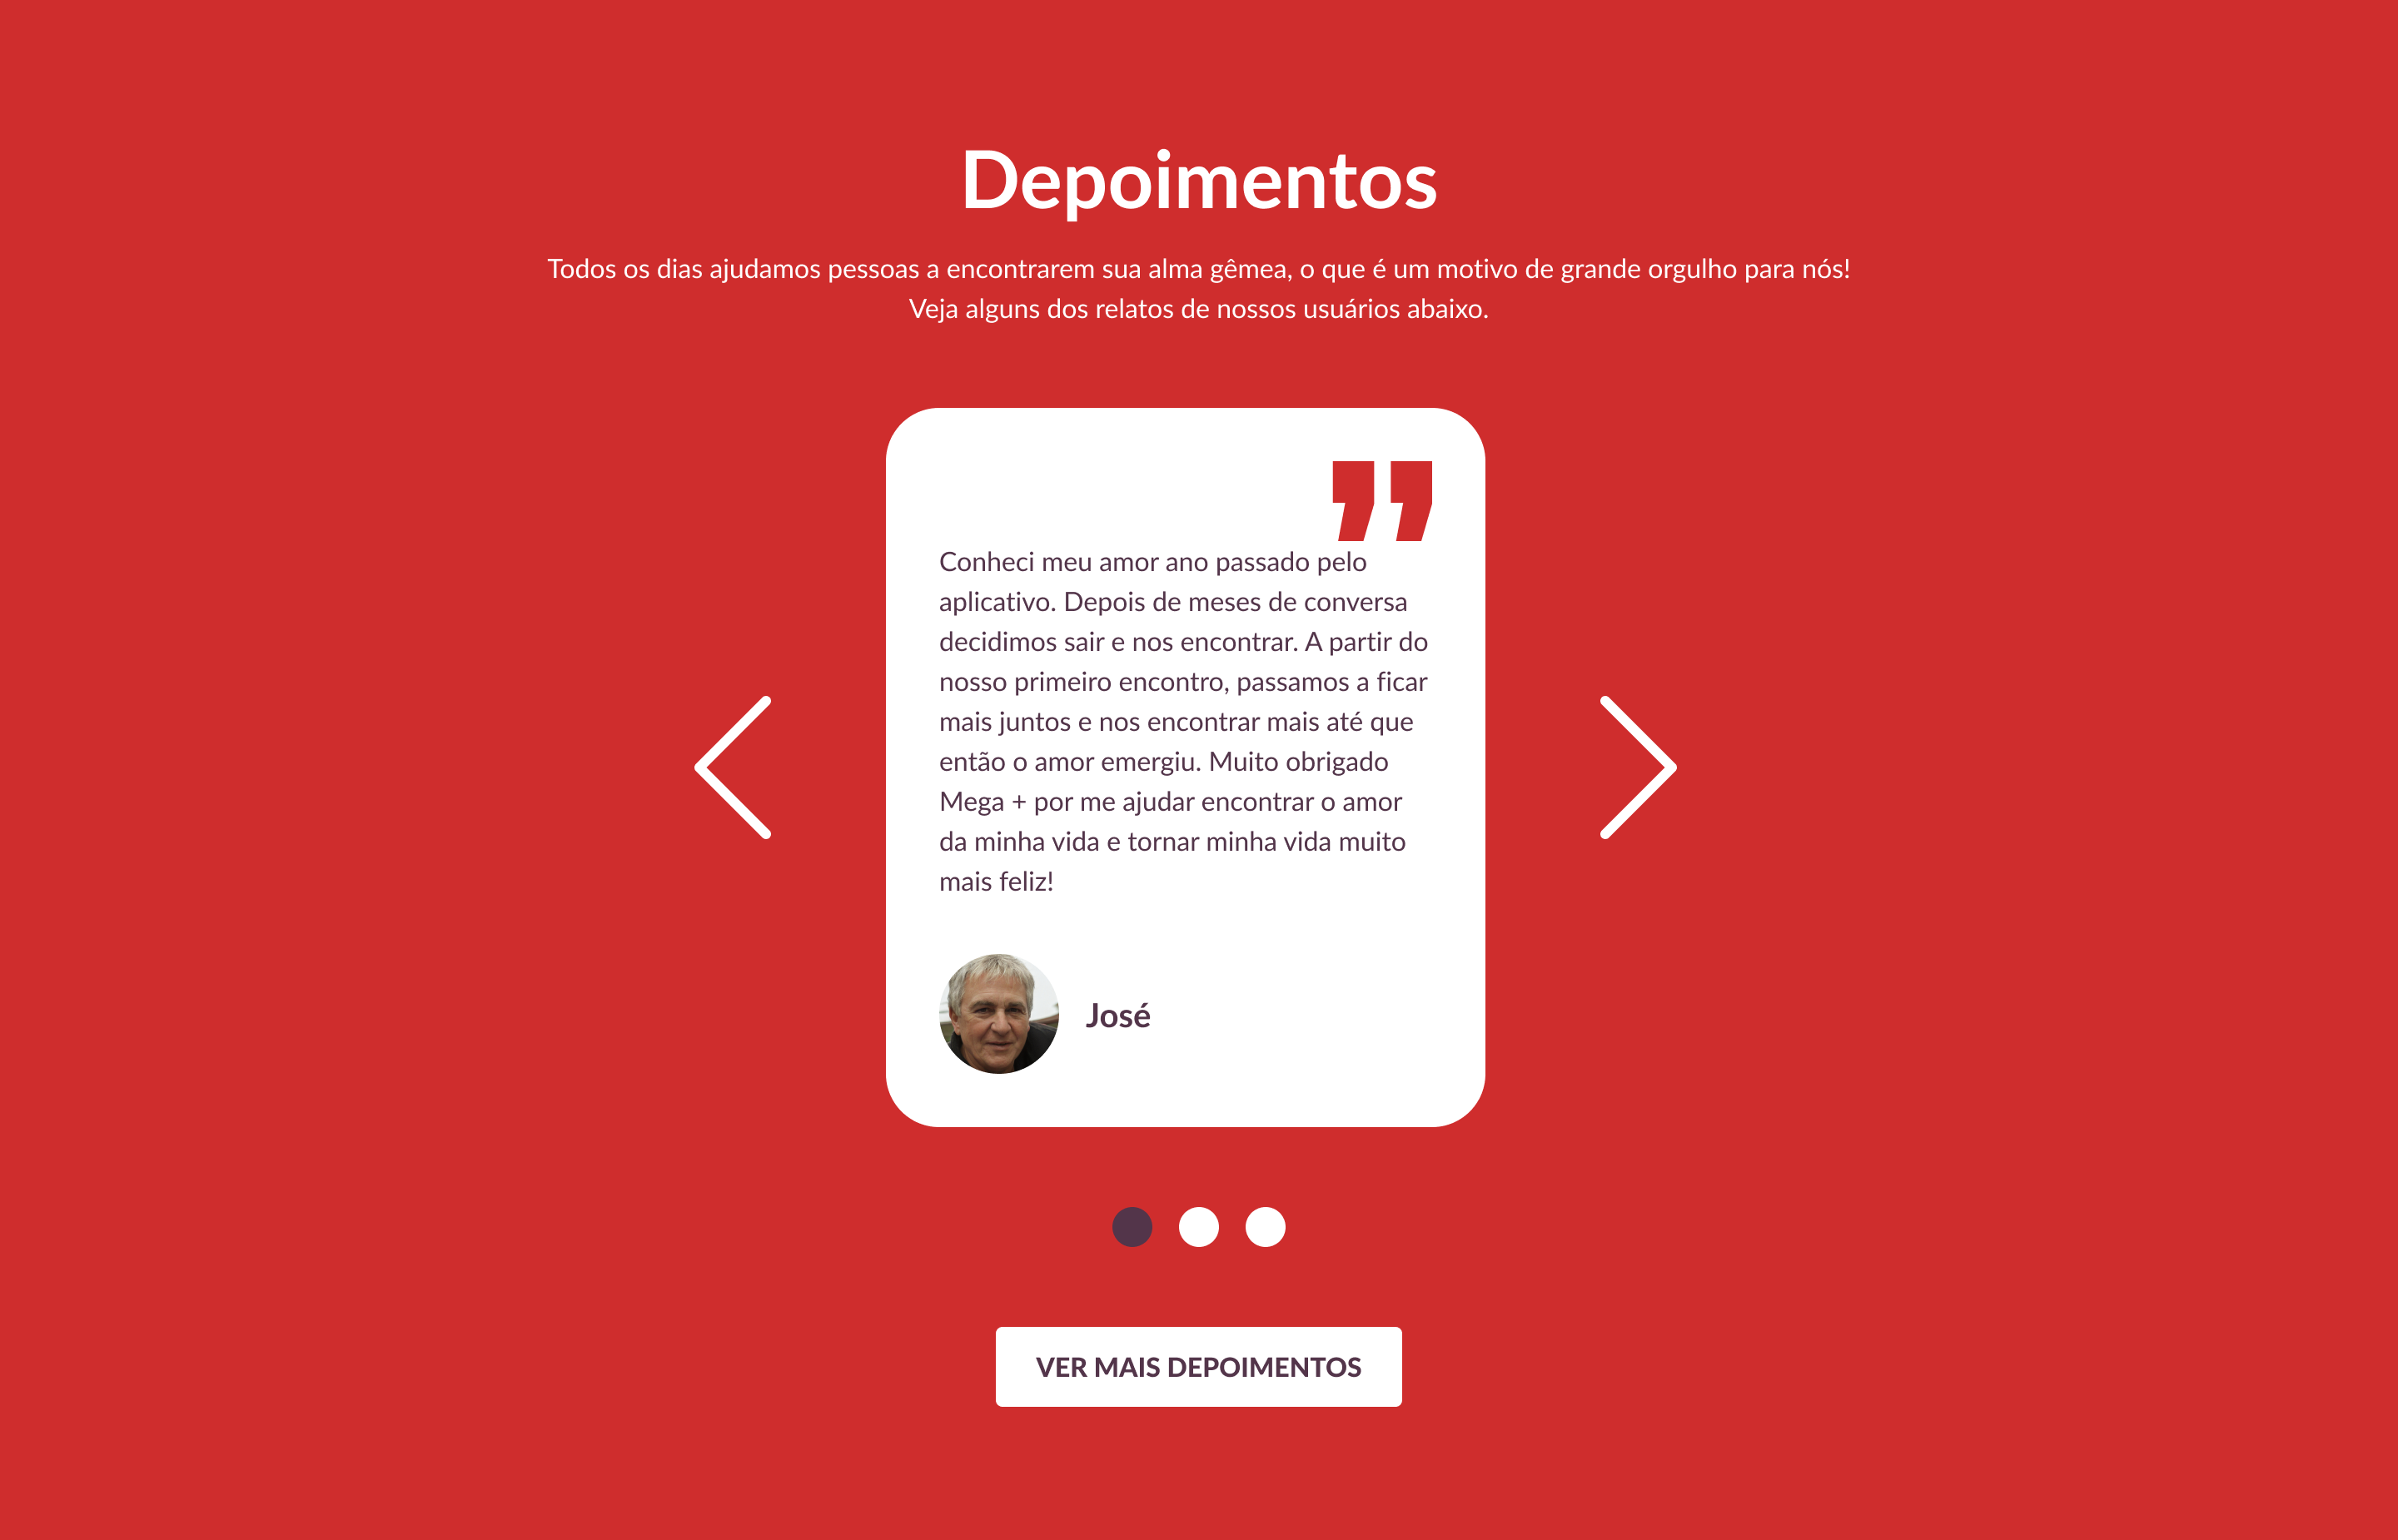 Depoimentos
Todos os dias ajudamos pessoas a encontrarem sua alma gêmea, o que é um motivo de grande orgulho para nós!
Veja alguns dos relatos de nossos usuários abaixo.
Conheci meu amor ano passado pelo
aplicativo. Depois de meses de conversa
decidimos sair e nos encontrar. A partir do
nosso primeiro encontro, passamos a ficar
mais juntos e nos encontrar mais até que
então o amor emergiu. Muito obrigado
Mega + por me ajudar encontrar o amor
da minha vida e tornar minha vida muito
mais feliz!
José
VER MAIS DEPOIMENTOS